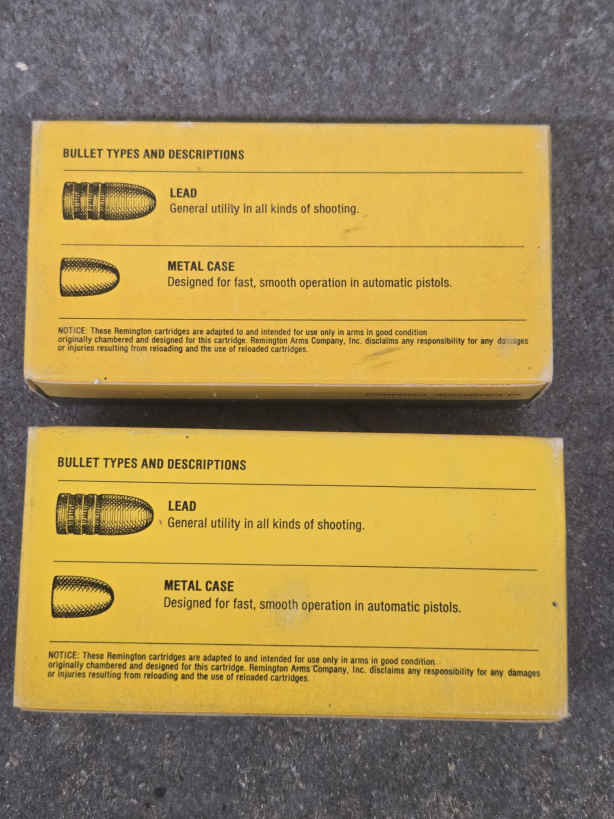 BULLET TYPES AND DESCRIPTIONS
LEAD
General utility in all kinds of shooting.
METAL CASE
Designed for fast, smooth operation in automatic pistols.
NOTICE: These Remington cartridges are adapted to and intended for use only in arms in good condition
originally chambered and designed for this cartridge. Remington Arms Company, Inc. disclaims any responsibility for any damages
or injuries resulting from reloading and the use of reloaded cartridges.
BULLET TYPES AND DESCRIPTIONS
LEAD
General utility in all kinds of shooting.
METAL CASE
Designed for fast, smooth operation in automatic pistols.
NOTICE: These Remington cartridges are adapted to and intended for use only in arms in good condition
originally chambered and designed for this cartridge. Remington Arms Company, Inc. disclaims any responsibility for any damages
or injuries resulting from reloading and the use of reloaded cartridges.